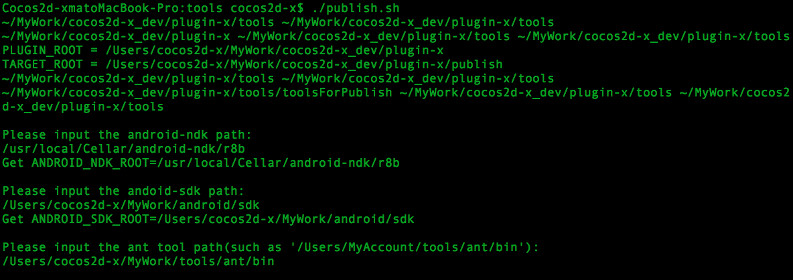 Cocos2d-xmatoMacBook-Pro:tools cocos2d-x$ ./publish.sh
~/MyWork/cocos2d-x_dev/plugin-x/tools ~/MyWork/cocos2d-x_dev/plugin-x/tools
~/MyWork/cocos2d-x_dev/plugin-x ~/MyWork/cocos2d-x_dev/plugin-x/tools ~/MyWork/cocos2d-x_dev/plugin-x/tools
PLUGIN_ROOT = /Users/cocos2d-x/MyWork/cocos2d-x_dev/plugin-x
TARGET_ROOT = /Users/cocos2d-x/MyWork/cocos2d-x_dev/plugin-x/publish
~/MyWork/cocos2d-x_dev/plugin-x/tools ~/MyWork/cocos2d-x_dev/plugin-x/tools
~/MyWork/cocos2d-x_dev/plugin-x/tools/toolsForPublish ~/MyWork/cocos2d-x_dev/plugin-x/tools ~/MyWork/cocos2
d-x_dev/plugin-x/tools
Please input the android-ndk path:
/usr/local/Cellar/android-ndk/r8b
Get ANDROID_NDK_ROOT=/usr/local/Cellar/android-ndk/r8b
Please input the andoid-sdk path:
/Users/cocos2d-x/MyWork/android/sdk
Get ANDROID_SDK_ROOT=/Users/cocos2d-x/MyWork/android/sdk
Please input the ant tool path(such as '/Users/MyAccount/tools/ant/bin'):
/Users/cocos2d-x/MyWork/tools/ant/bin